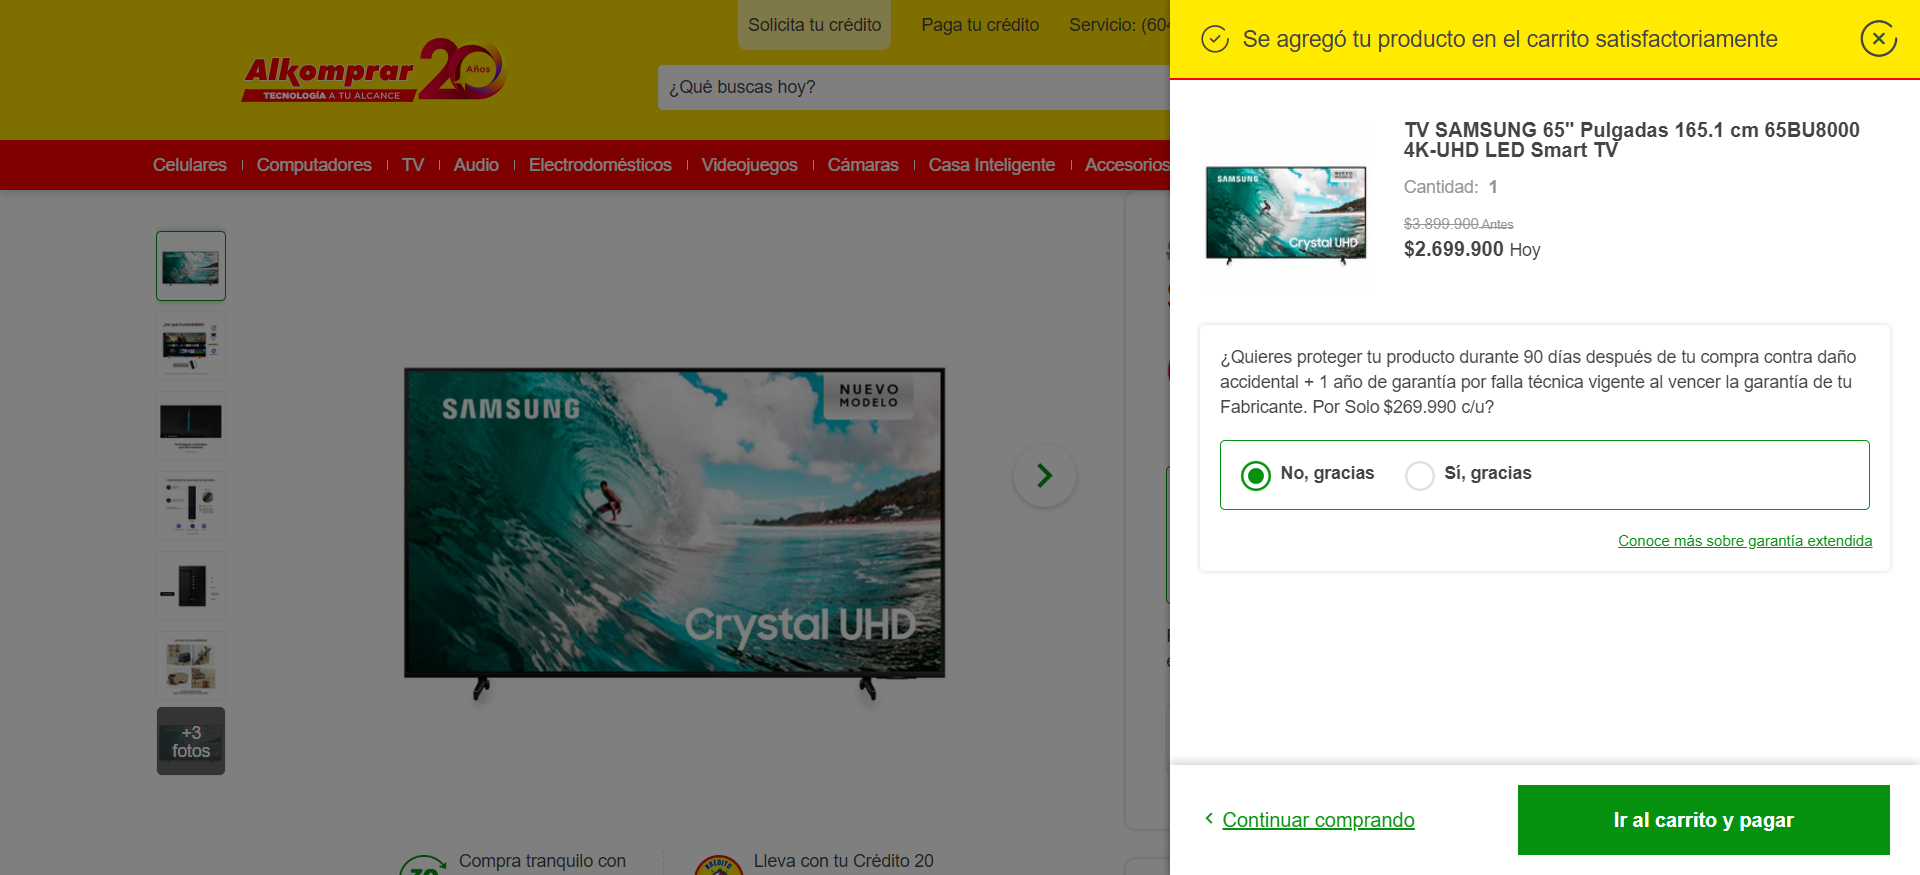 Solicita tu crédito
Paga tu crédito
Servicio: (604
Alkomprar
TECNOLOGÍA A TU ALCANCE
20
Años
¿Qué buscas hoy?
Celulares
Computadores
TV
Audio
Electrodomésticos
Videojuegos
Cámaras
Casa Inteligente
Accesorios
+3
fotos
SAMSUNG
NUEVO
MODELO
Crystal UHD
Compra tranquilo con
Lleva con tu Crédito 20
Se agregó tu producto en el carrito satisfactoriamente
TV SAMSUNG 65" Pulgadas 165.1 cm 65BU8000
4K-UHD LED Smart TV
Cantidad: 1
$3.899.900 Antes
$2.699.900 Hoy
SAMSUNG
NUEVO
MODELO
Crystal UHD
¿Quieres proteger tu producto durante 90 días después de tu compra contra daño
accidental + 1 año de garantía por falla técnica vigente al vencer la garantía de tu
Fabricante. Por Solo $269.990 c/u?
No, gracias
Sí, gracias
Conoce más sobre garantía extendida
Continuar comprando
Ir al carrito y pagar